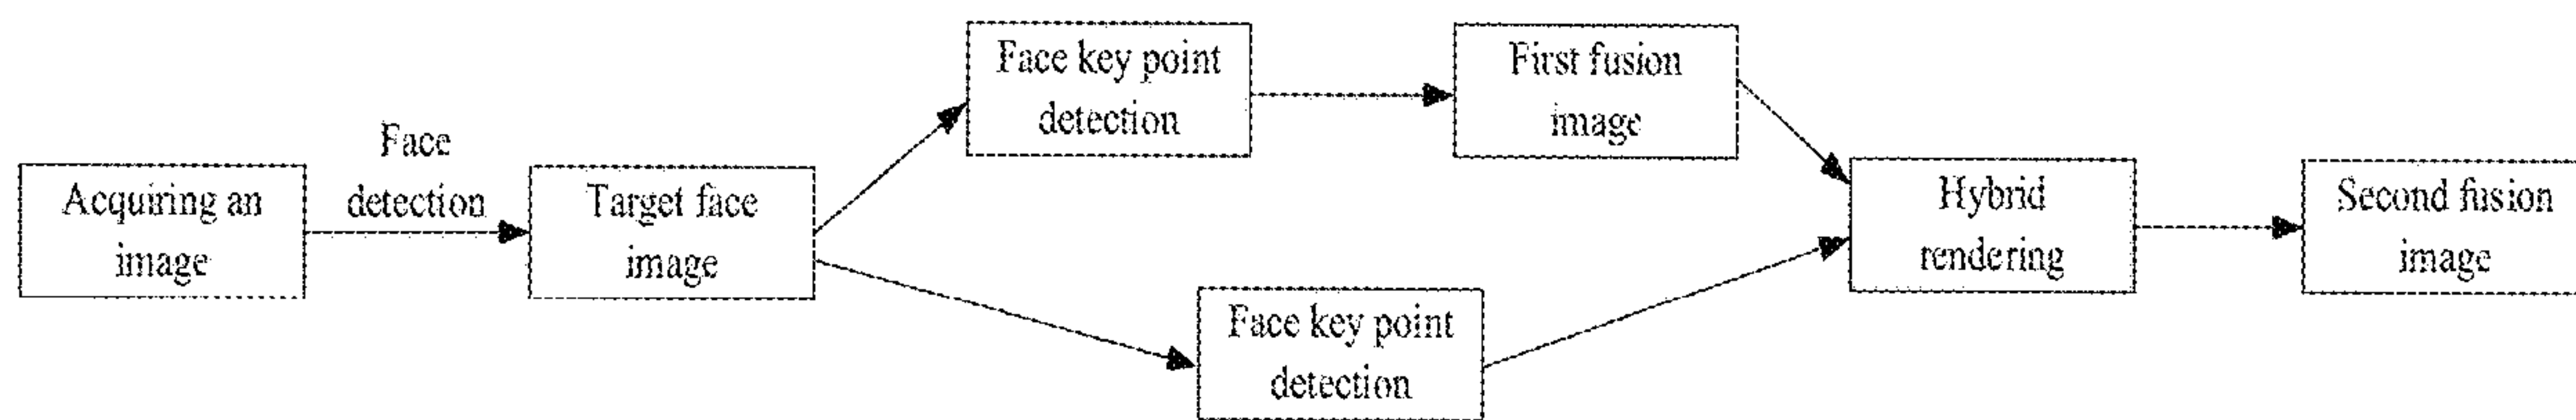 Acquiring an
image
Face
detection
Target face
image
Face key point
detection
First fusion
image
Face key point
detection
Hybrid
rendering
Second fusion
image